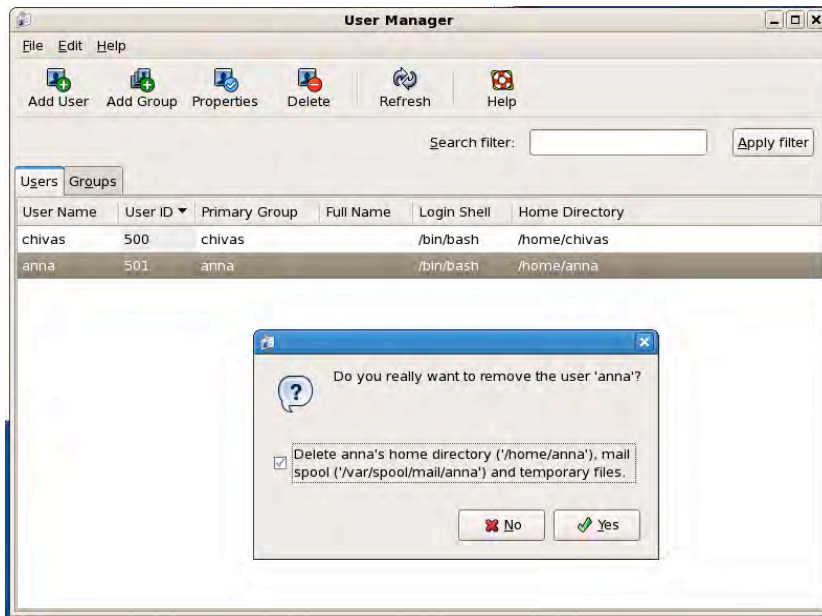 User Manager
File Edit Help
Add User Add Group Properties Delete Refresh Help
Search filter: Apply filter
Users Groups
User Name User ID Primary Group Full Name Login Shell Home Directory
chivas 500 chivas /bin/bash /home/chivas
anna 501 anna /bin/bash /home/anna
Do you really want to remove the user 'anna'?
Delete anna's home directory ('/home/anna'), mail
spool ('/var/spool/mail/anna') and temporary files.
No Yes